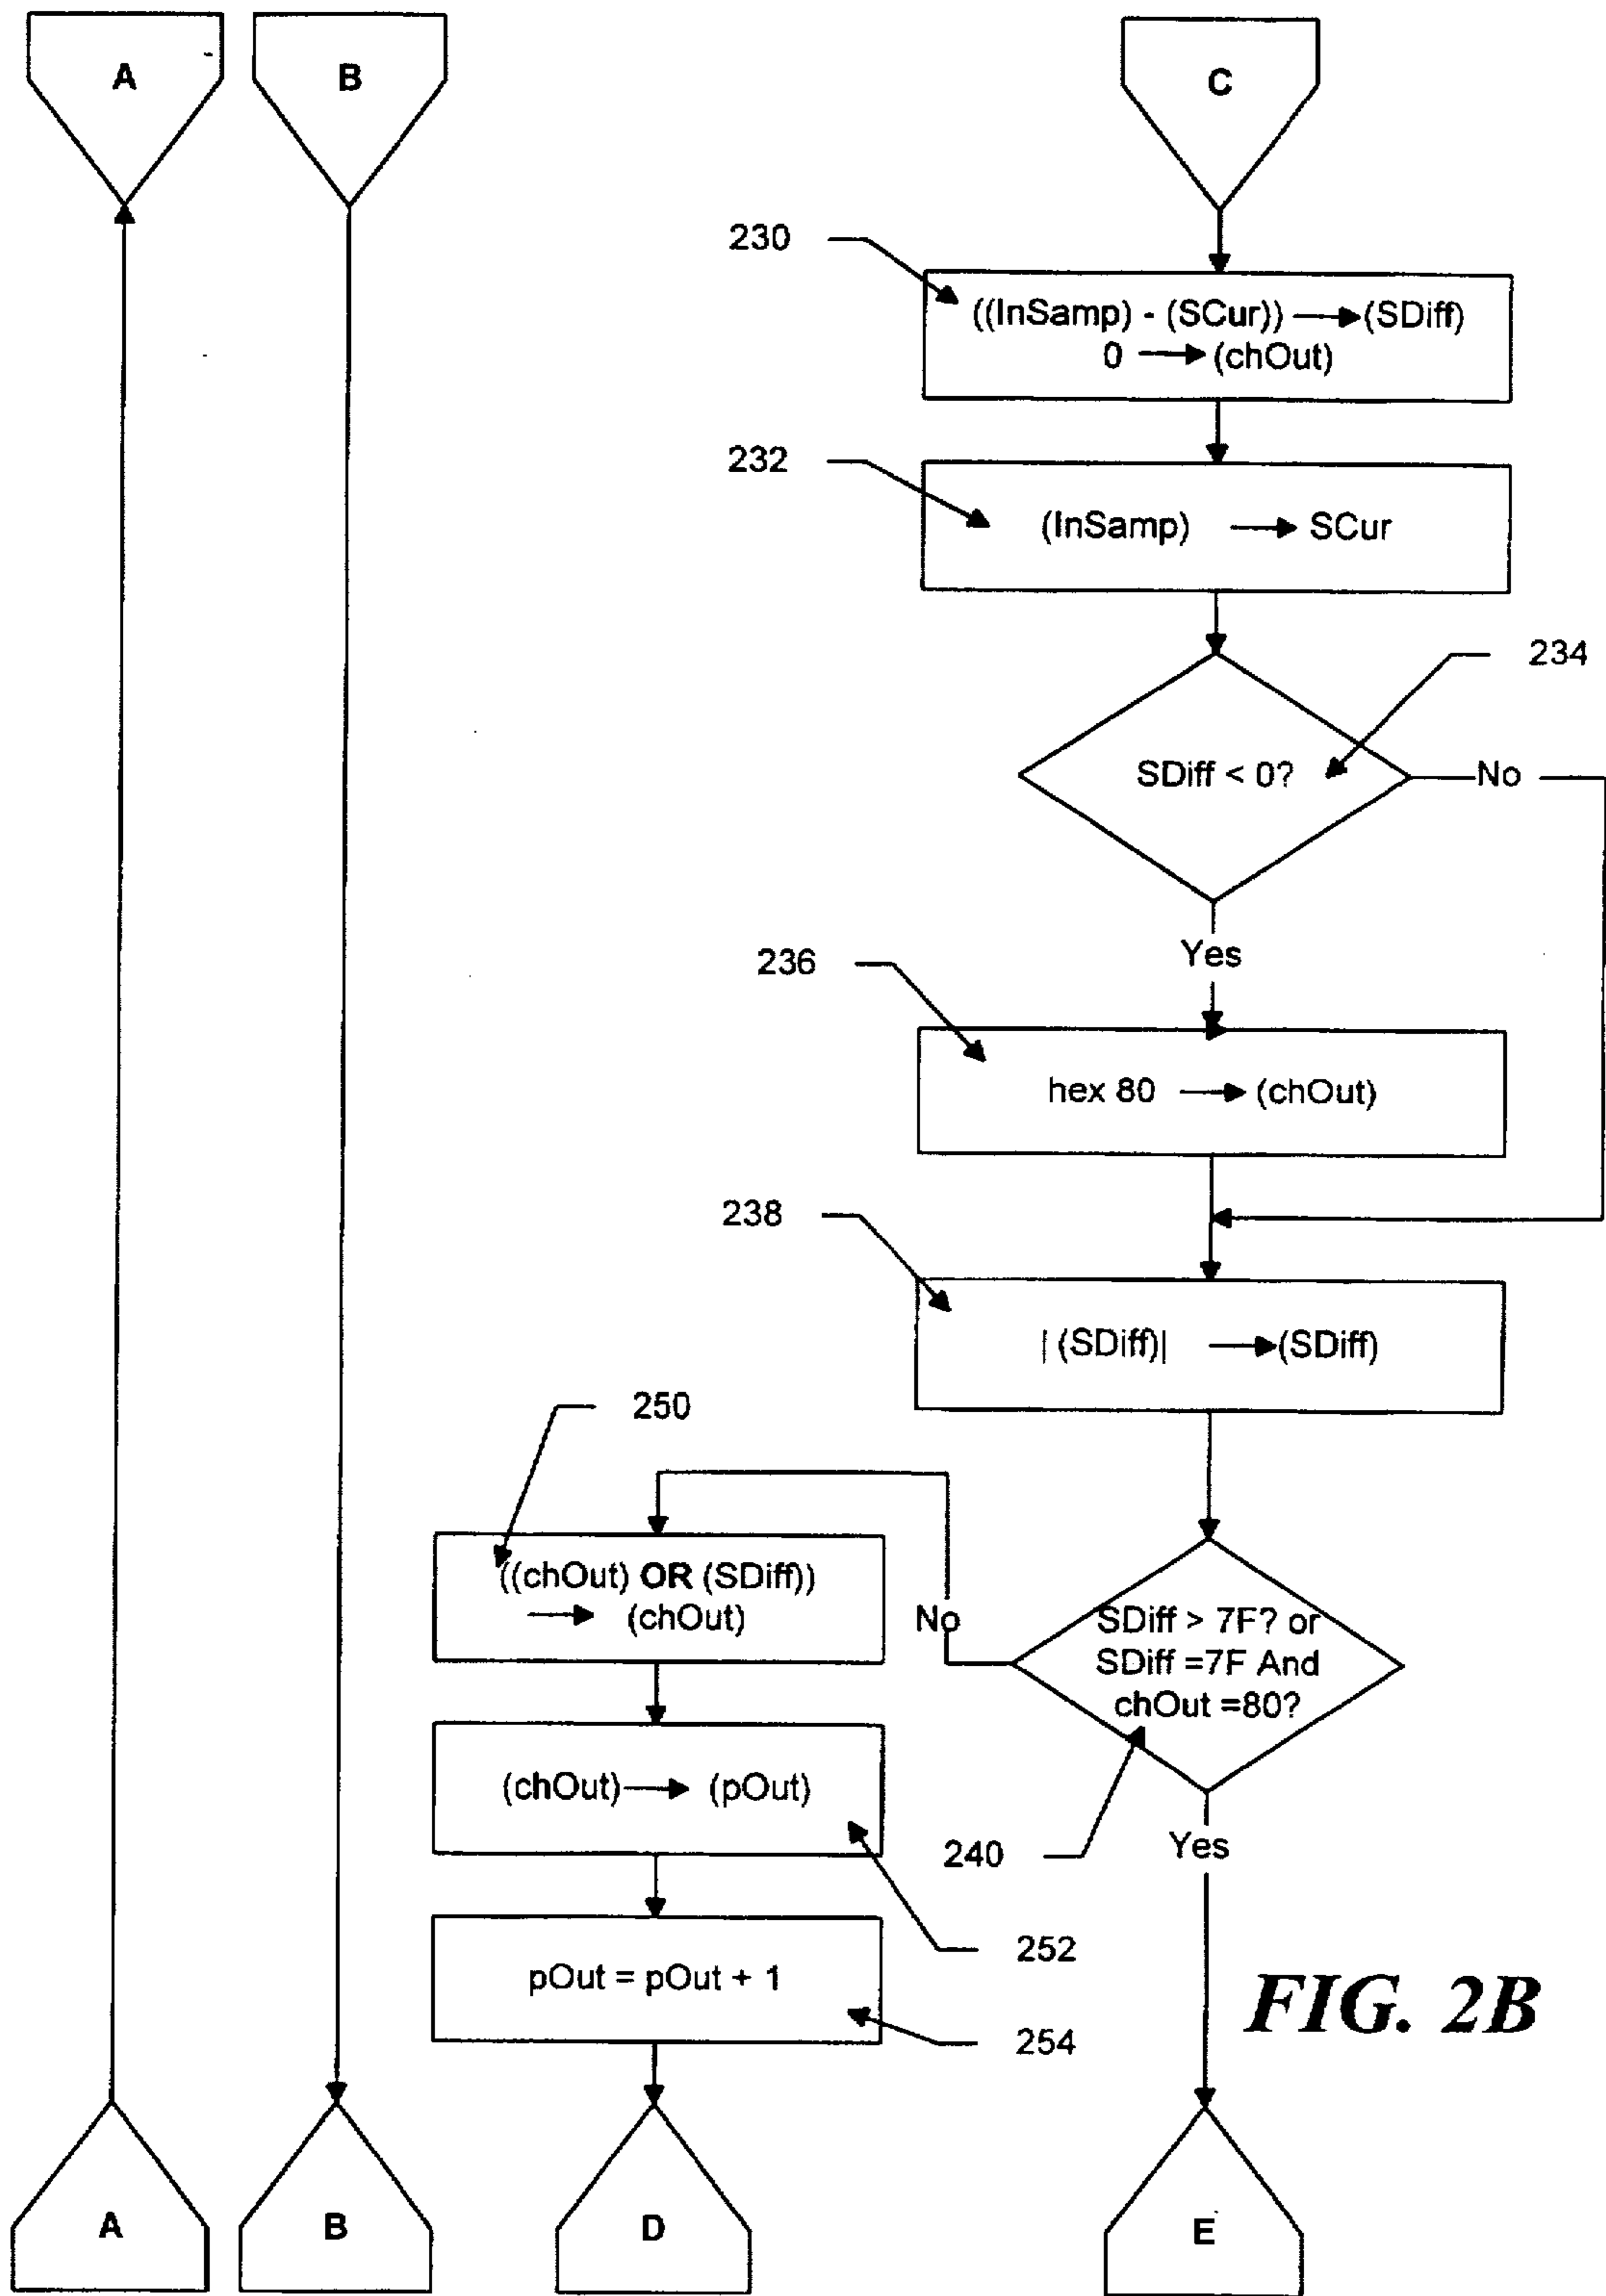 A
B
C
230
((InSamp) - (SCur)) → (SDiff)
0 → (chOut)
232
(InSamp) → SCur
234
SDiff < 0?
No
Yes
236
hex 80 → (chOut)
238
| (SDiff)| → (SDiff)
250
((chOut) OR (SDiff))
→ (chOut)
No
SDiff > 7F? or
SDiff =7F And
chOut =80?
(chOut) → (pOut)
240
Yes
252
pOut = pOut + 1
254
FIG. 2B
A
B
D
E